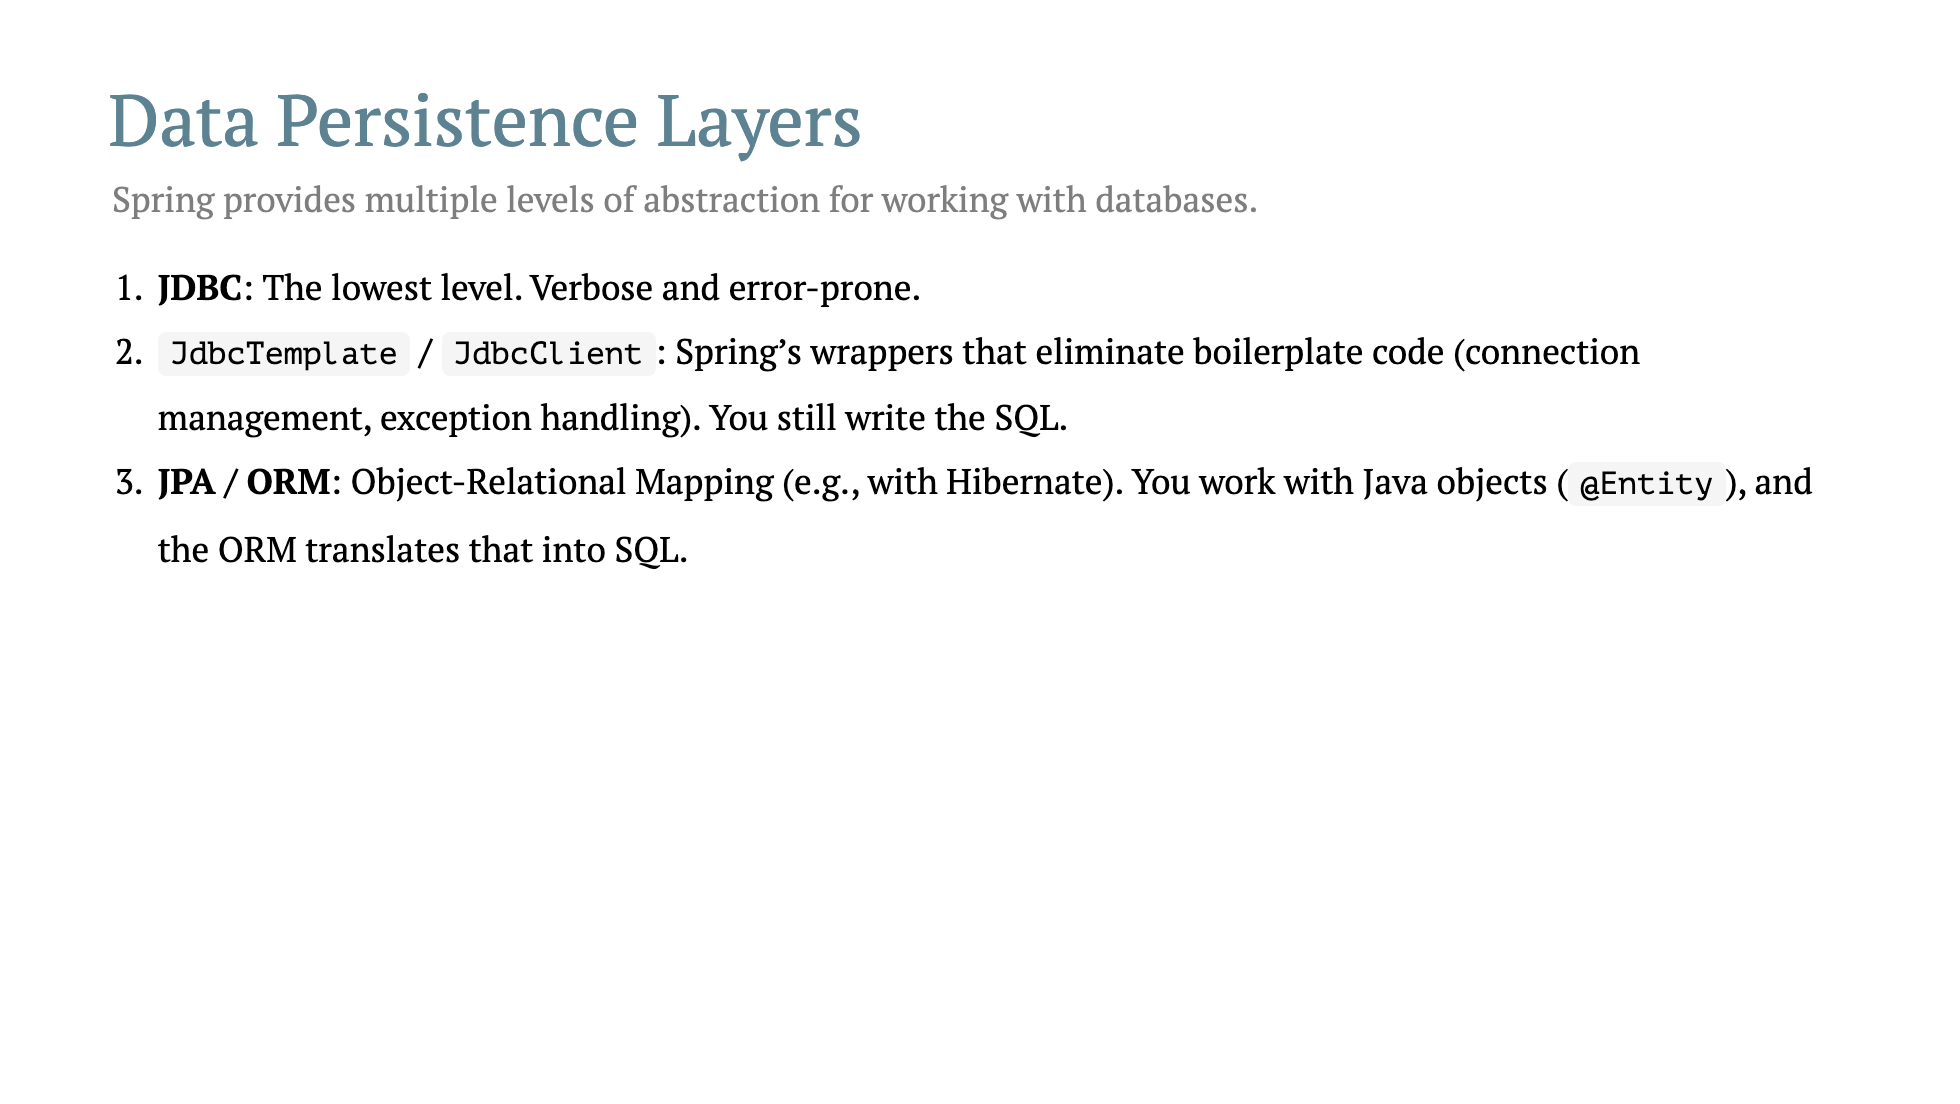 Data Persistence Layers
Spring provides multiple levels of abstraction for working with databases.
1. JDBC: The lowest level. Verbose and error-prone.
2. JdbcTemplate / JdbcClient: Spring’s wrappers that eliminate boilerplate code (connection
management, exception handling). You still write the SQL.
3. JPA / ORM: Object-Relational Mapping (e.g., with Hibernate). You work with Java objects (@Entity), and
the ORM translates that into SQL.